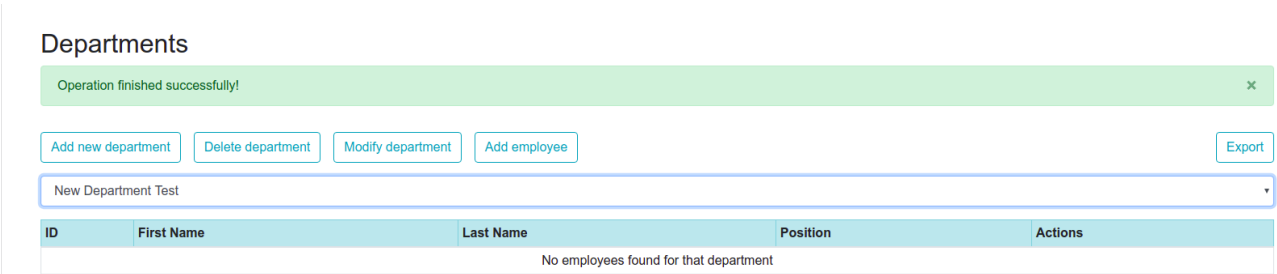 Departments
Operation finished successfully! ×
Add new department Delete department Modify department Add employee Export
New Department Test
ID First Name Last Name Position Actions
No employees found for that department